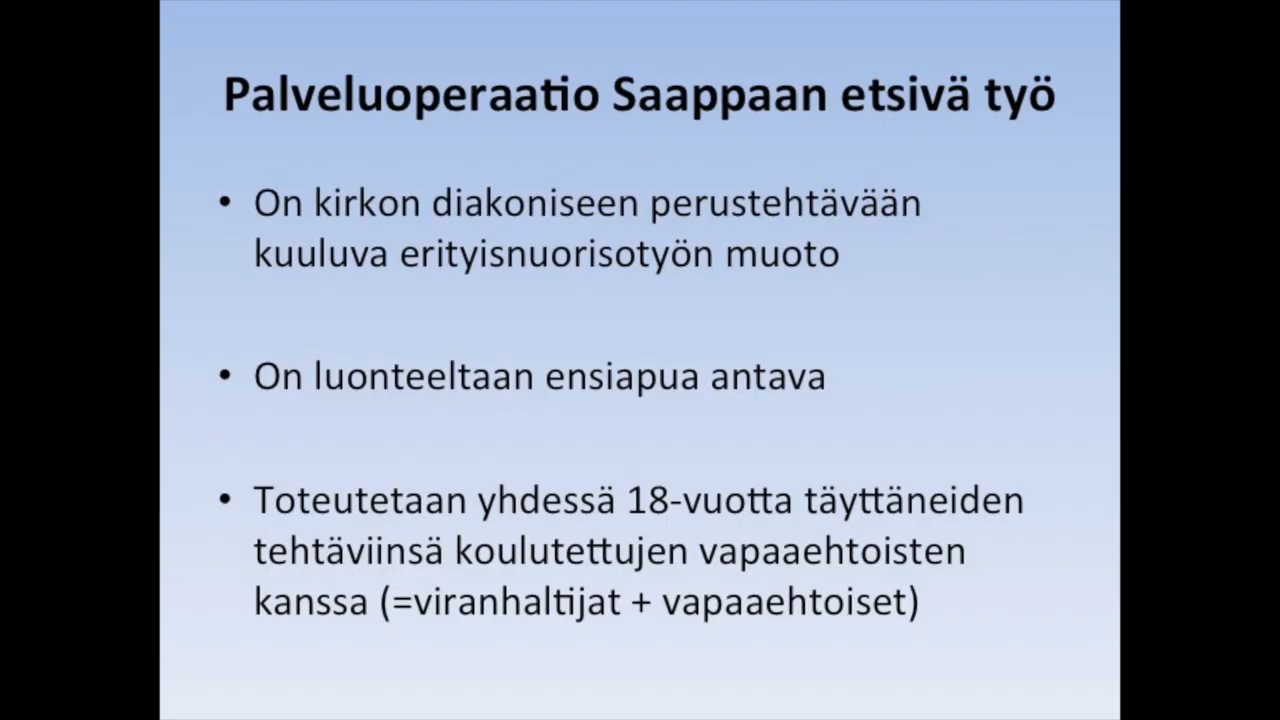 Palveluoperaatio Saappaan etsivä työ
• On kirkon diakoniseen perustehtävään
kuuluva erityisnuorisotyön muoto
• On luonteeltaan ensiapua antava
• Toteutetaan yhdessä 18-vuotta täyttäneiden
tehtäviinsä koulutettujen vapaaehtoisten
kanssa (=viranhaltijat + vapaaehtoiset)